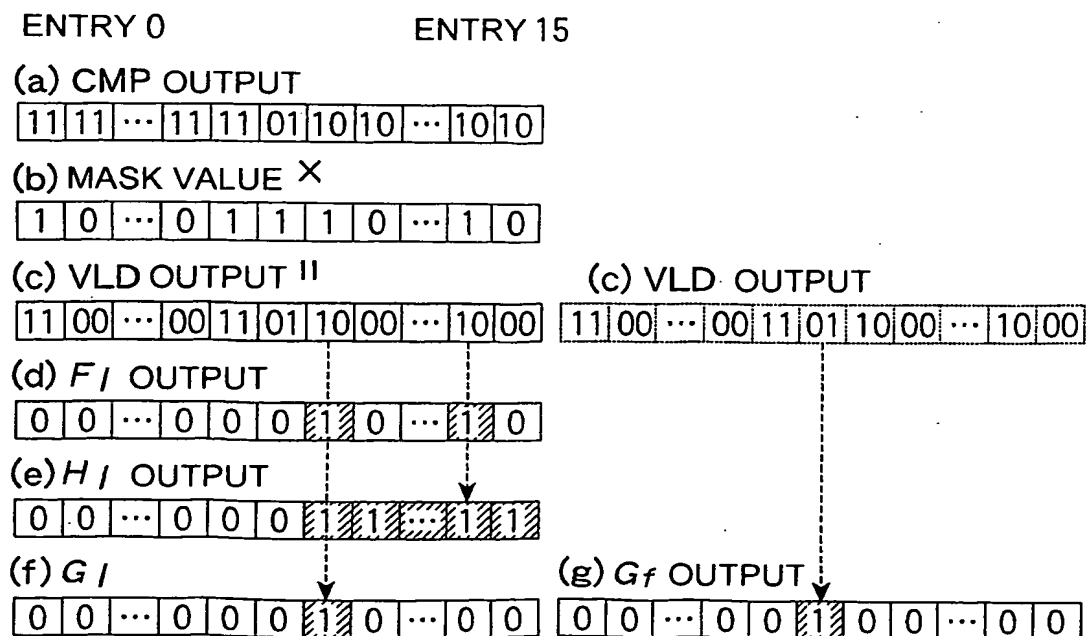 ENTRY 0 ENTRY 15
(a) CMP OUTPUT
11 11 ... 11 11 01 10 10 ... 10 10
(b) MASK VALUE ×
1 0 ... 0 1 1 1 0 ... 1 0
(c) VLD OUTPUT II (c) VLD OUTPUT
11 00 ... 00 11 01 10 00 ... 10 00 11 00 ... 00 11 01 10 00 ... 10 00
(d) Fl OUTPUT
0 0 ... 0 0 0 1 0 ... 1 0
(e) Hl OUTPUT
0 0 ... 0 0 0 1 1 ... 1 1
(f) Gl (g) Gf OUTPUT
0 0 ... 0 0 0 1 0 ... 0 0 0 0 ... 0 0 1 0 0 ... 0 0